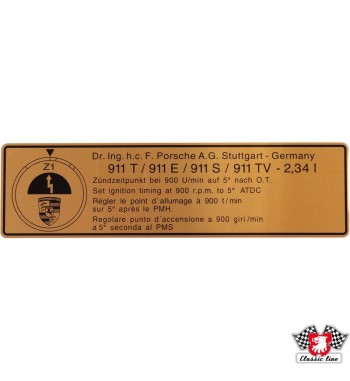 Z1
Dr. Ing. h.c. F. Porsche A.G. Stuttgart - Germany
911 T / 911 E / 911 S / 911 TV - 2,34 l
Zündzeitpunkt bei 900 U/min auf 5° nach O.T.
Set ignition timing at 900 r.p.m. to 5° ATDC
Régler le point d'allumage à 900 t/min
sur 5° après le PMH.
Regolare punto d'accensione a 900 giri/min
a 5° seconda al PMS
Classic line